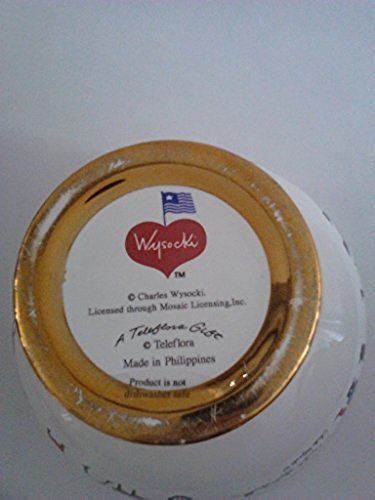 Wysocki
TM
© Charles Wysocki.
Licensed through Mosaic Licensing,Inc.
A Teleflora Gift
© Teleflora
Made in Philippines
Product is not
dishwasher safe